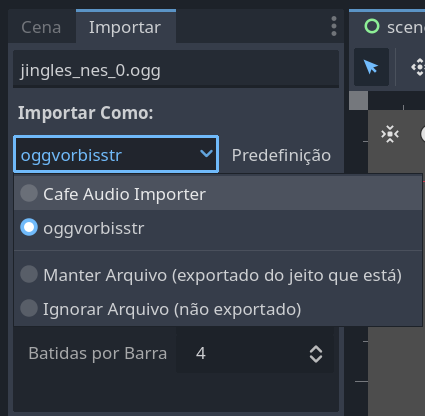 Cena Importar scen
jingles_nes_0.ogg
Importar Como:
oggvorbisstr Predefinição
Cafe Audio Importer
oggvorbisstr
Manter Arquivo (exportado do jeito que está)
Ignorar Arquivo (não exportado)
Batidas por Barra 4